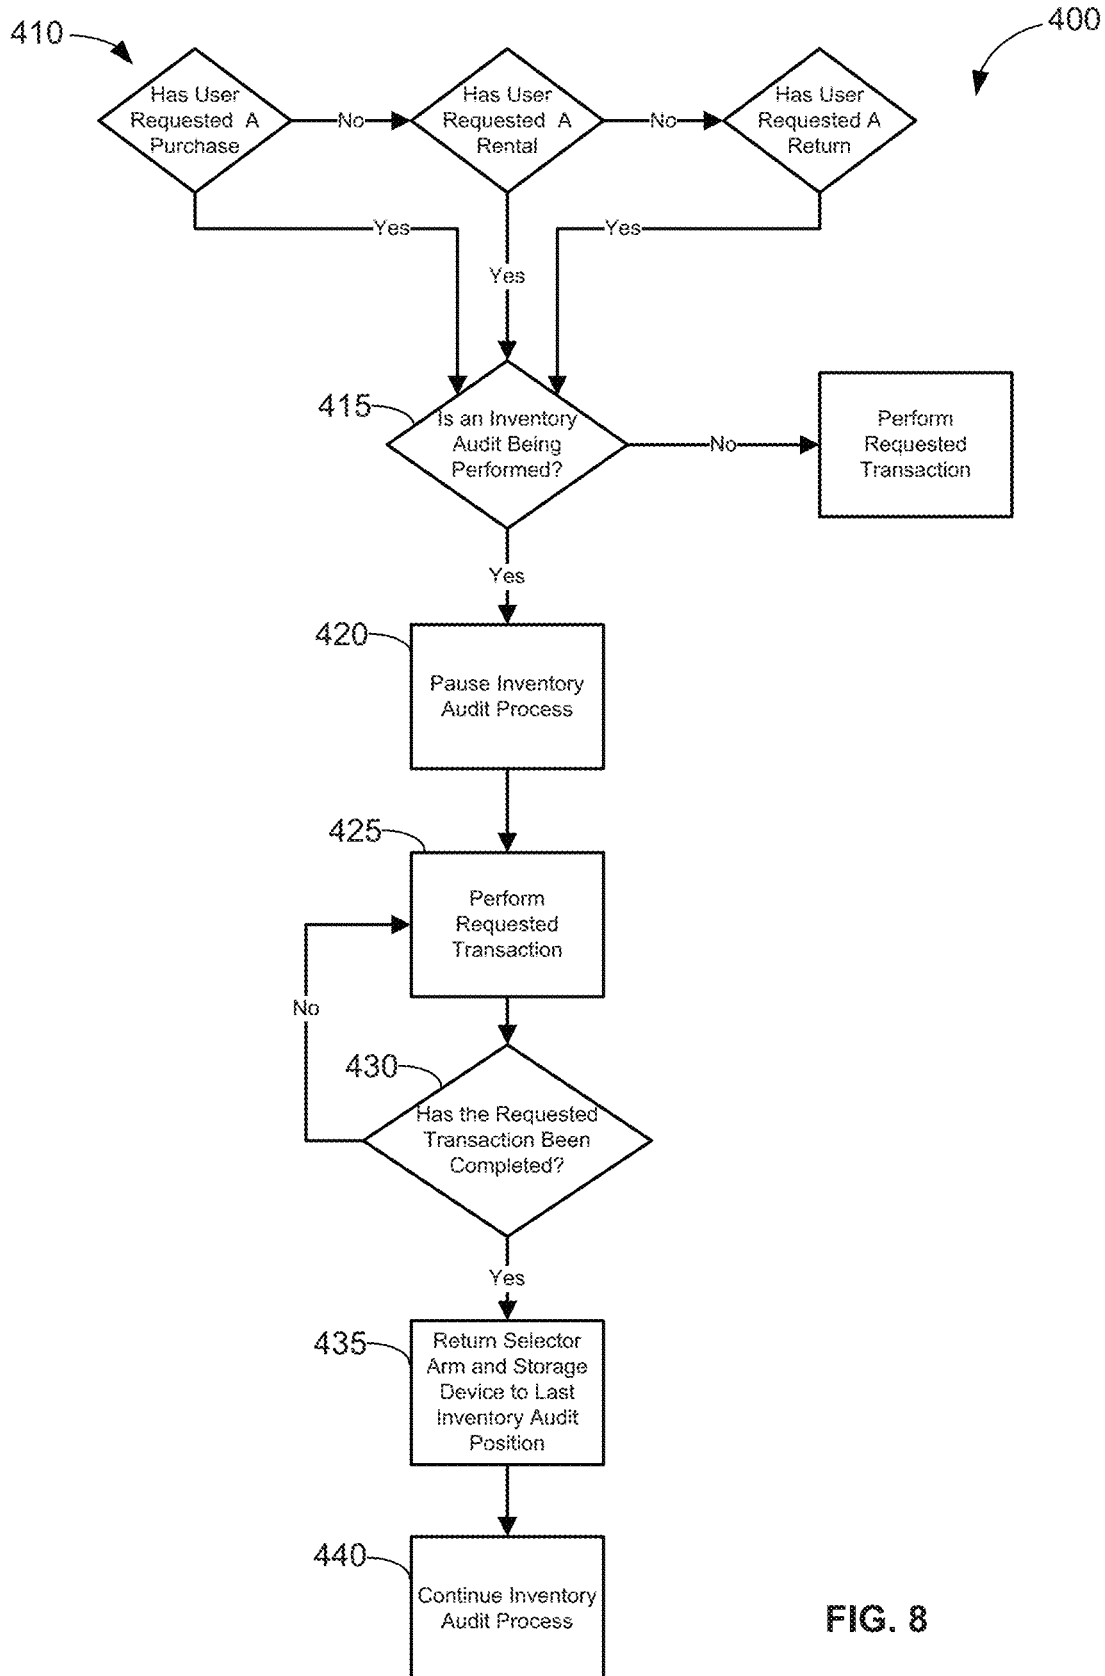 410
400
Has User
Requested A
Purchase
No
Has User
Requested A
Rental
No
Has User
Requested A
Return
Yes
Yes
Yes
415
Is an Inventory
Audit Being
Performed?
No
Perform
Requested
Transaction
Yes
420
Pause Inventory
Audit Process
425
Perform
Requested
Transaction
No
430
Has the Requested
Transaction Been
Completed?
Yes
435
Return Selector
Arm and Storage
Device to Last
Inventory Audit
Position
440
Continue Inventory
Audit Process
FIG. 8